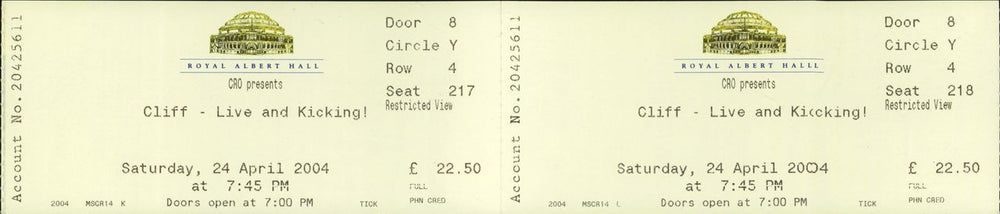 Account No. 20425611
ROYAL ALBERT HALL
CRO presents
Cliff - Live and Kicking!
Door 8
Circle Y
Row 4
Seat 217
Restricted View
Saturday, 24 April 2004
at 7:45 PM
Doors open at 7:00 PM
£ 22.50
FULL
PHN CRED
2004 MSCR14 K
TICK
Account No. 20425611
ROYAL ALBERT HALL
CRO presents
Cliff - Live and Kicking!
Door 8
Circle Y
Row 4
Seat 218
Restricted View
Saturday, 24 April 2004
at 7:45 PM
Doors open at 7:00 PM
£ 22.50
FULL
PHN CRED
2004 MSCR14 L
TICK